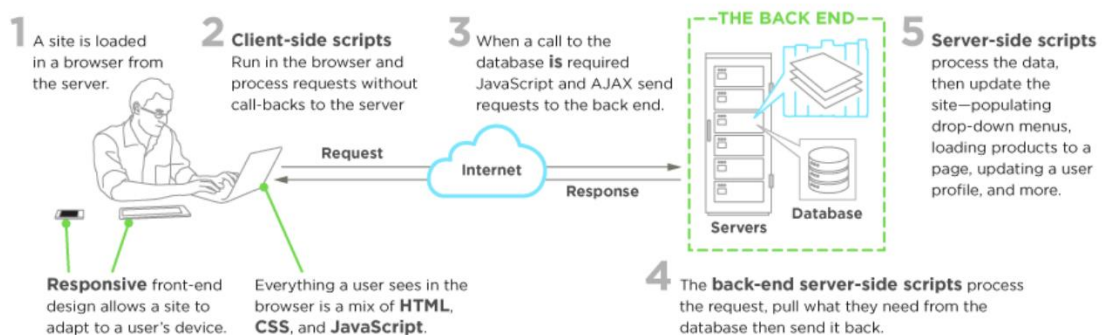 1
A site is loaded
in a browser from
the server.
2
Client-side scripts
Run in the browser and
process requests without
call-backs to the server
3
When a call to the
database is required
JavaScript and AJAX send
requests to the back end.
THE BACK END
5
Server-side scripts
process the data,
then update the
site—populating
drop-down menus,
loading products to a
page, updating a user
profile, and more.
Request
Internet
Response
Servers
Database
Responsive front-end
design allows a site to
adapt to a user's device.
Everything a user sees in the
browser is a mix of HTML,
CSS, and JavaScript.
4
The back-end server-side scripts process
the request, pull what they need from the
database then send it back.